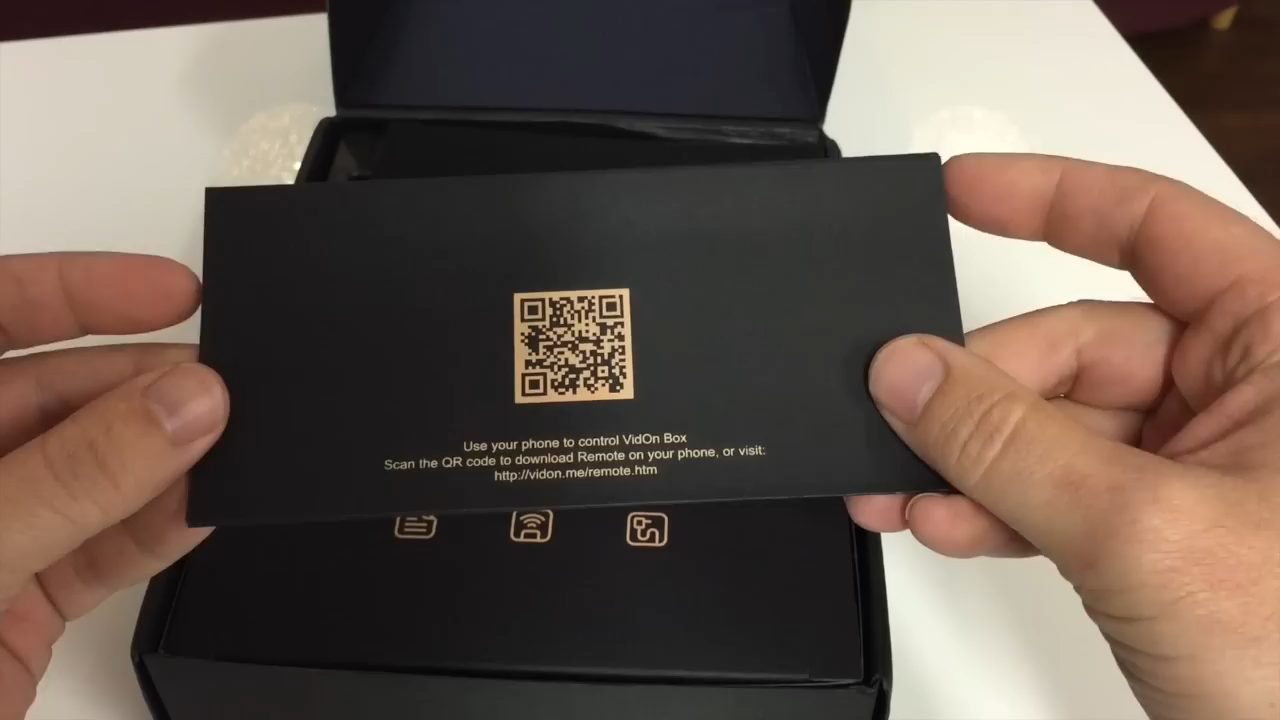 Use your phone to control VidOn Box
Scan the QR code to download Remote on your phone, or visit:
http://vidon.me/remote.htm